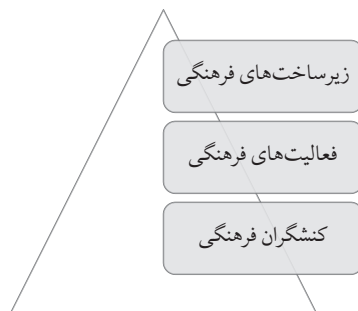 زیرساخت‌های فرهنگی
فعالیت‌های فرهنگی
کنشگران فرهنگی